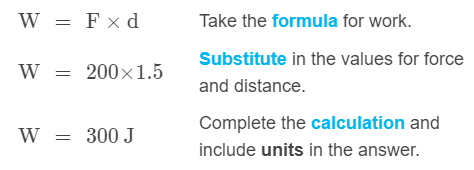 W = F × d Take the formula for work.
W = 200×1.5 Substitute in the values for force
and distance.
W = 300 J Complete the calculation and
include units in the answer.